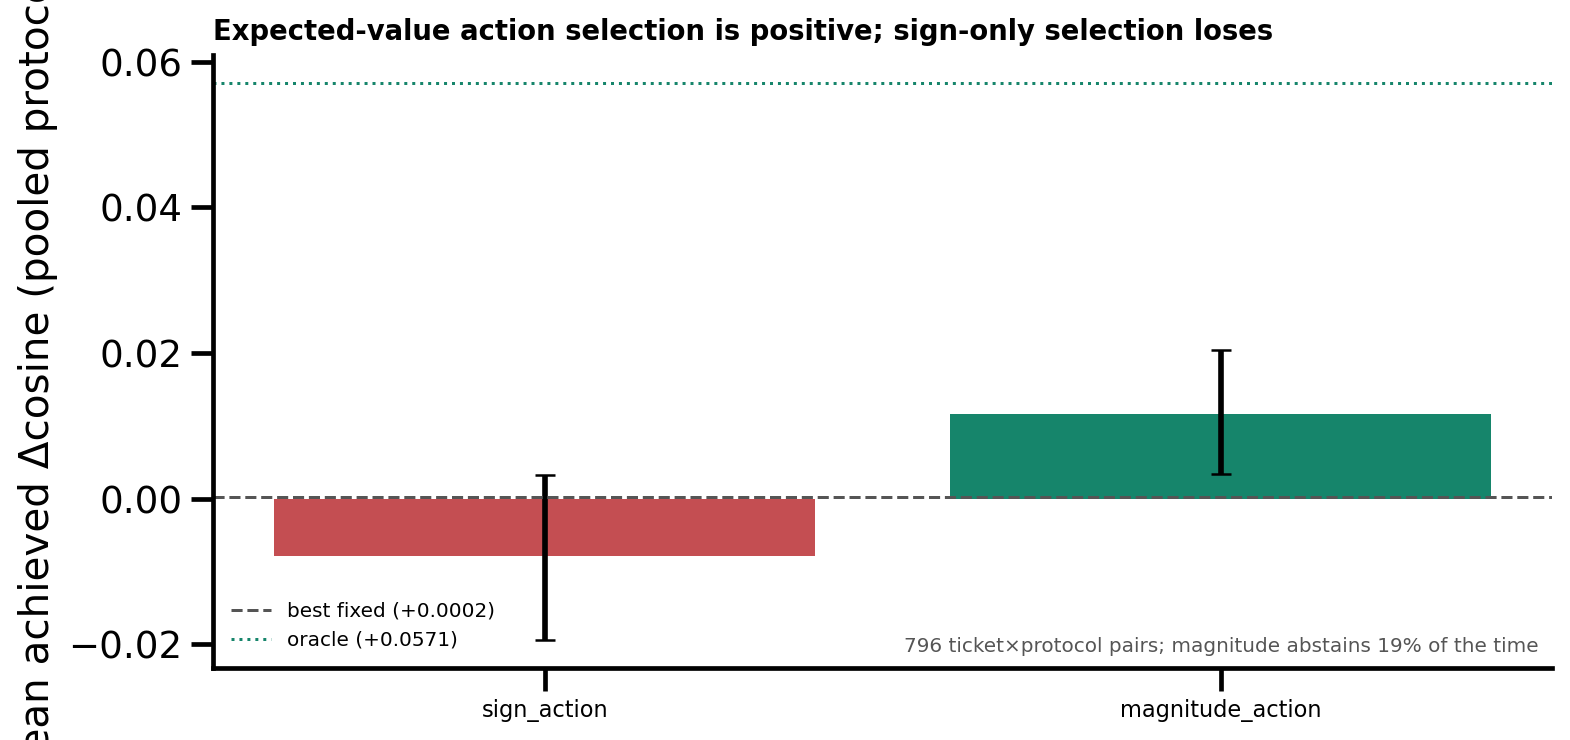 Expected-value action selection is positive; sign-only selection loses
achieved Δcosine (pooled
0.06
0.04
0.02
0.00
−0.02
best fixed (+0.0002)
oracle (+0.0571)
796 ticket×protocol pairs; magnitude abstains 19% of the time
sign_action
magnitude_action